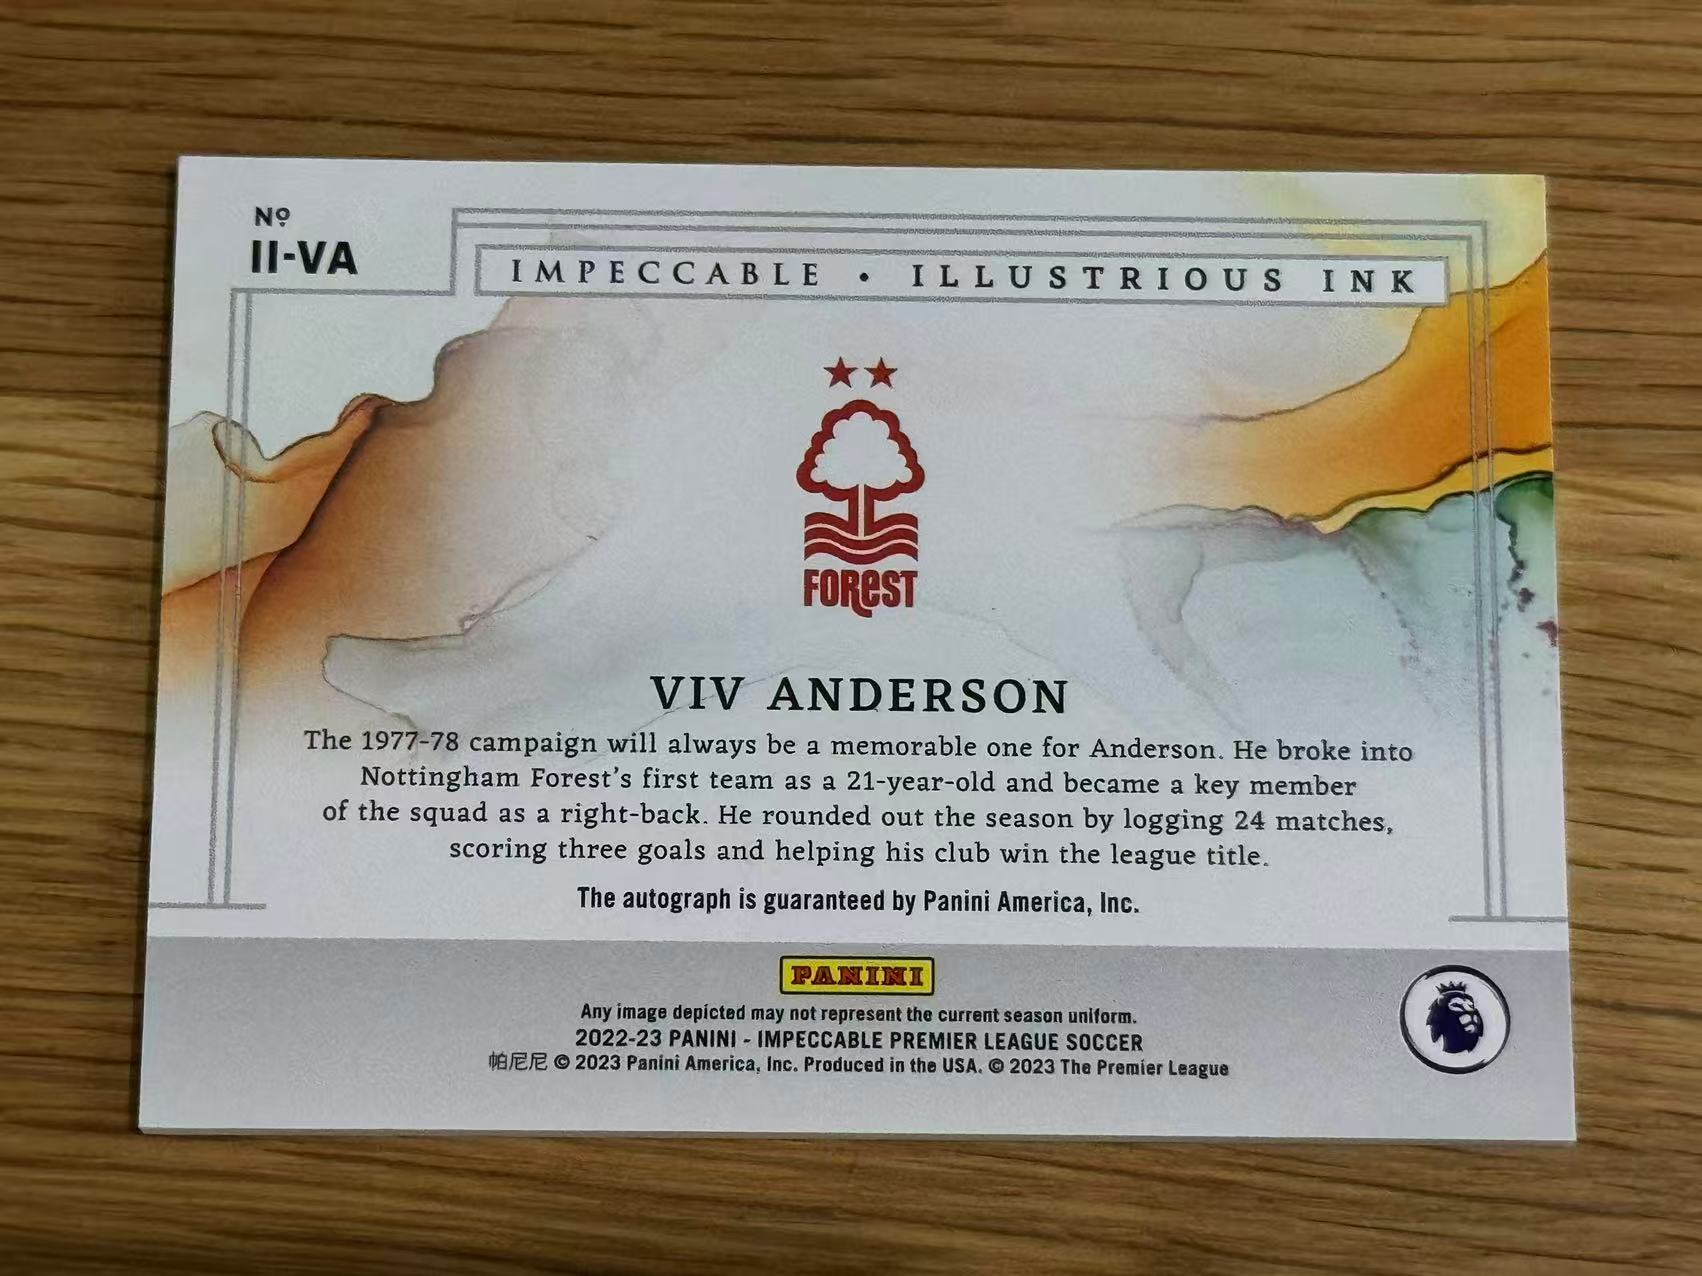 Nº
II-VA
IMPECCABLE • ILLUSTRIOUS INK
FOREST
VIV ANDERSON
The 1977-78 campaign will always be a memorable one for Anderson. He broke into
Nottingham Forest's first team as a 21-year-old and became a key member
of the squad as a right-back. He rounded out the season by logging 24 matches,
scoring three goals and helping his club win the league title.
The autograph is guaranteed by Panini America, Inc.
PANINI
Any image depicted may not represent the current season uniform.
2022-23 PANINI - IMPECCABLE PREMIER LEAGUE SOCCER
帕尼尼 © 2023 Panini America, Inc. Produced in the USA. © 2023 The Premier League